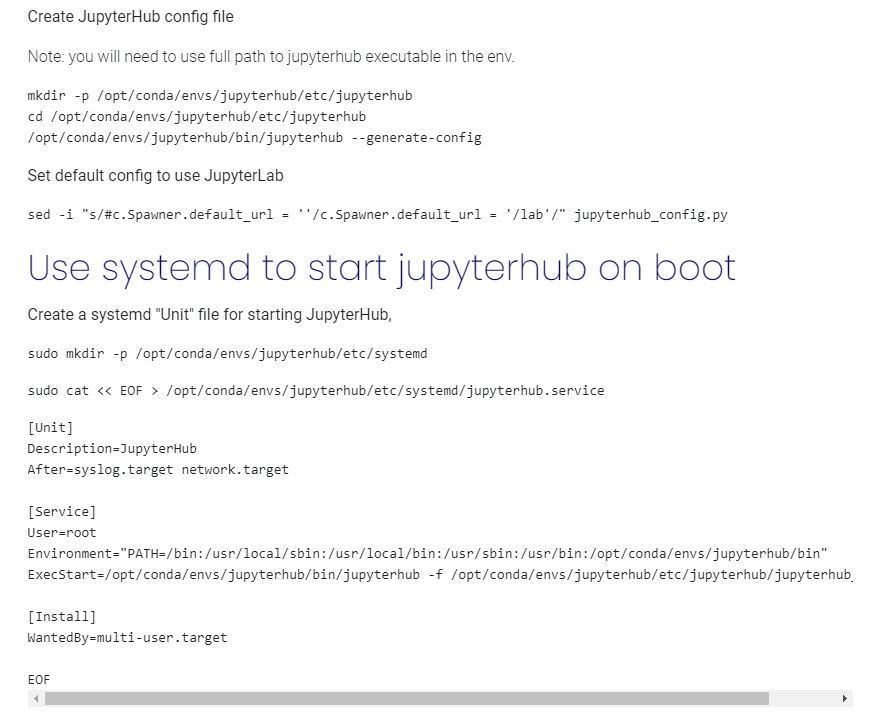 Create JupyterHub config file
Note: you will need to use full path to jupyterhub executable in the env.
mkdir -p /opt/conda/envs/jupyterhub/etc/jupyterhub
cd /opt/conda/envs/jupyterhub/etc/jupyterhub
/opt/conda/envs/jupyterhub/bin/jupyterhub --generate-config
Set default config to use JupyterLab
sed -i "s/#c.Spawner.default_url = ''/c.Spawner.default_url = '/lab'/" jupyterhub_config.py
Use systemd to start jupyterhub on boot
Create a systemd "Unit" file for starting JupyterHub,
sudo mkdir -p /opt/conda/envs/jupyterhub/etc/systemd
sudo cat << EOF > /opt/conda/envs/jupyterhub/etc/systemd/jupyterhub.service
[Unit]
Description=JupyterHub
After=syslog.target network.target
[Service]
User=root
Environment="PATH=/bin:/usr/local/sbin:/usr/local/bin:/usr/sbin:/usr/bin:/opt/conda/envs/jupyterhub/bin"
ExecStart=/opt/conda/envs/jupyterhub/bin/jupyterhub -f /opt/conda/envs/jupyterhub/etc/jupyterhub/jupyterhub_
[Install]
WantedBy=multi-user.target
EOF